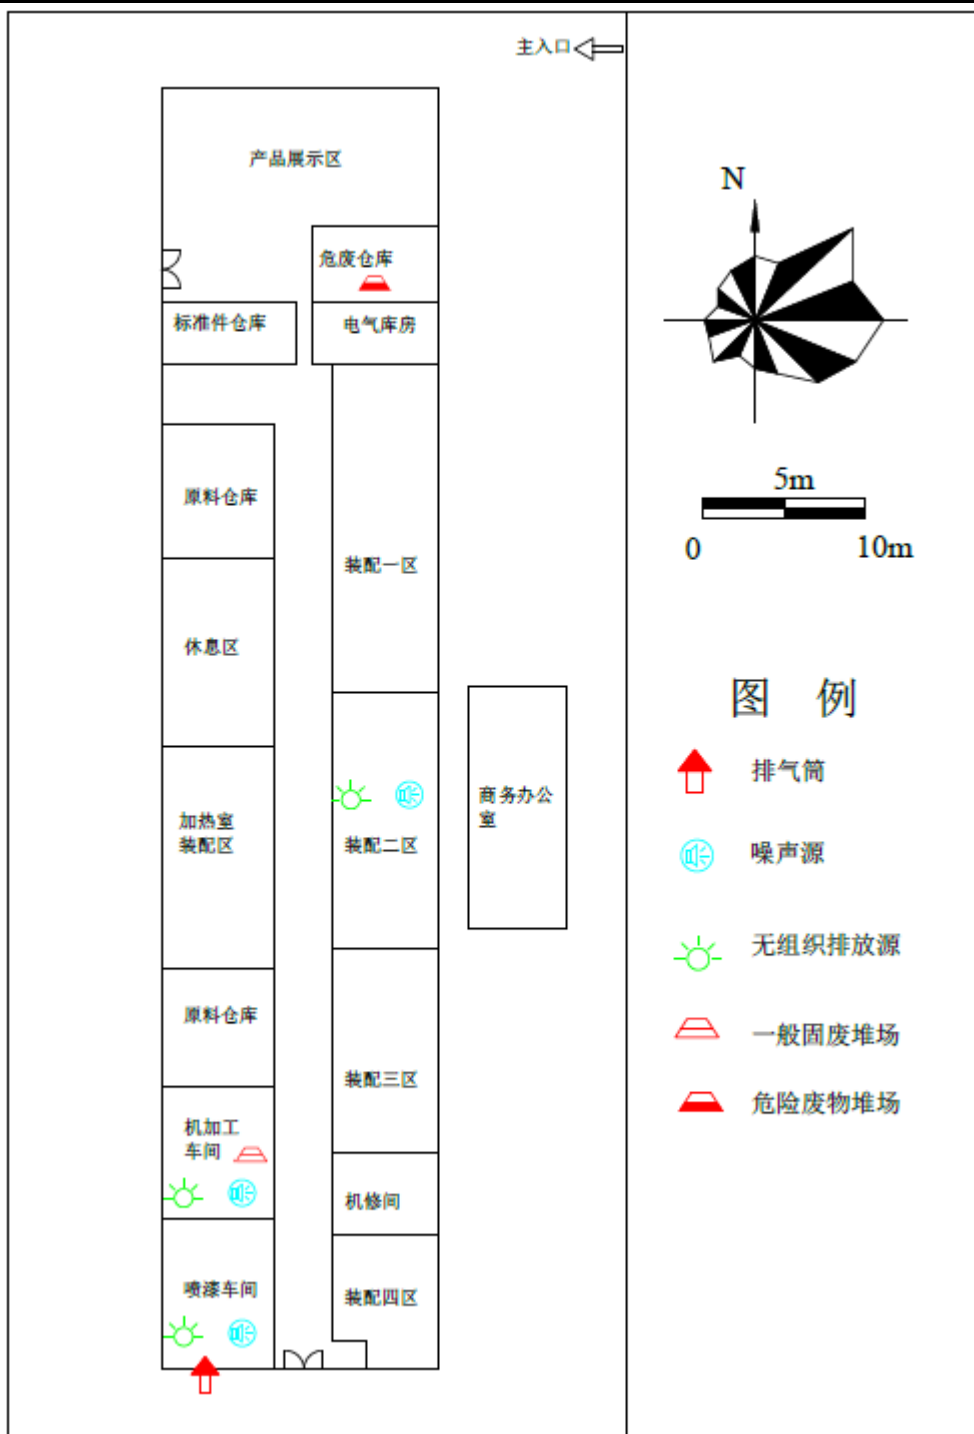 主入口
产品展示区
危废仓库
标准件仓库
电气库房
原料仓库
装配一区
休息区
加热室
装配区
装配二区
商务办公
室
原料仓库
装配三区
机加工
车间
机修间
喷漆车间
装配四区
N
5m
0
10m
图 例
排气筒
噪声源
无组织排放源
一般固废堆场
危险废物堆场